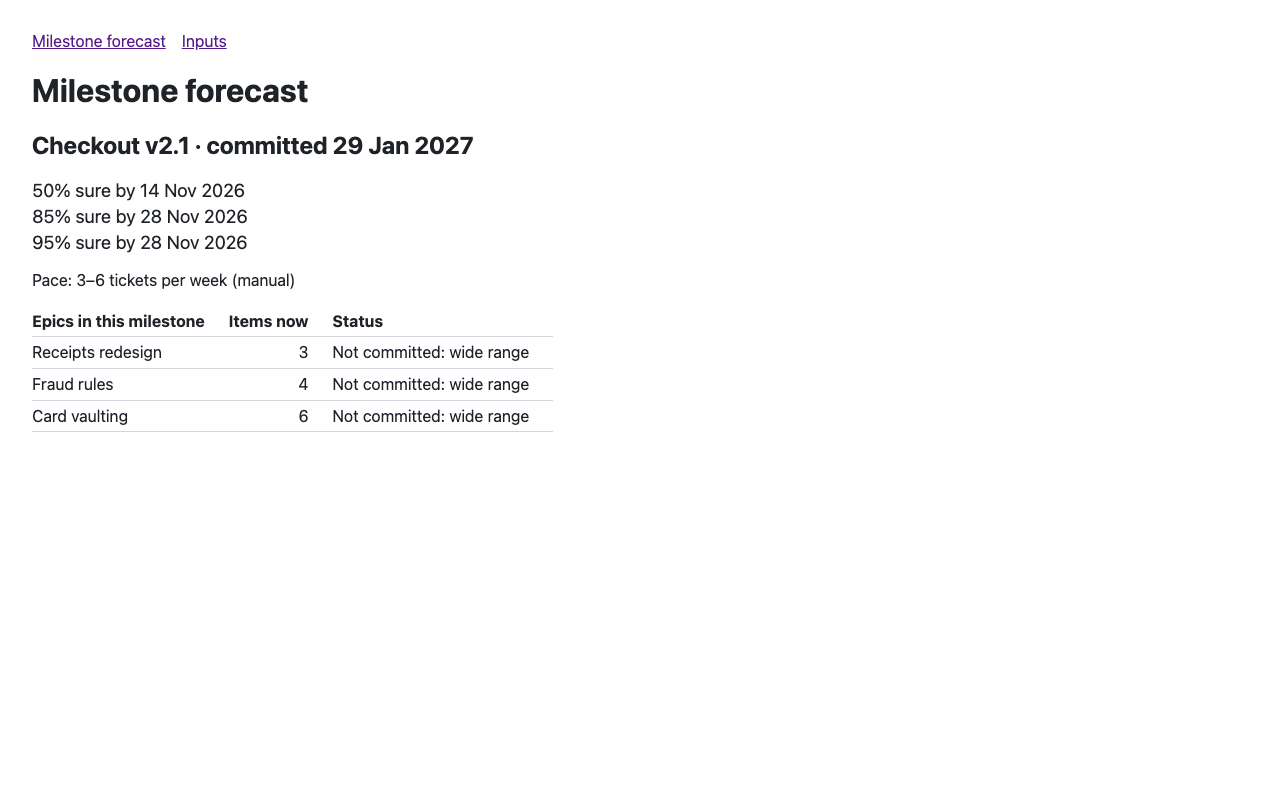 Milestone forecast Inputs
Milestone forecast
Checkout v2.1 · committed 29 Jan 2027
50% sure by 14 Nov 2026
85% sure by 28 Nov 2026
95% sure by 28 Nov 2026
Pace: 3–6 tickets per week (manual)
Epics in this milestone Items now Status
Receipts redesign 3 Not committed: wide range
Fraud rules 4 Not committed: wide range
Card vaulting 6 Not committed: wide range